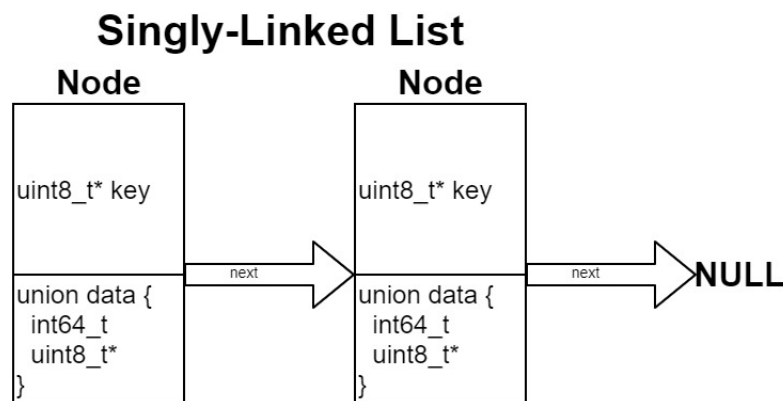 Singly-Linked List
Node
Node
uint8_t* key
uint8_t* key
next
next
NULL
union data {
int64_t
uint8_t*
}
union data {
int64_t
uint8_t*
}